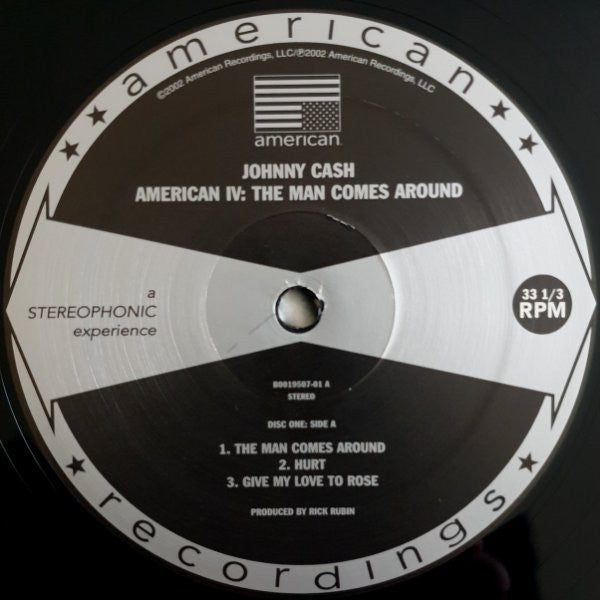 american
©2002 American Recordings, LLC/℗2002 American Recordings, LLC
american
JOHNNY CASH
AMERICAN IV: THE MAN COMES AROUND
a
STEREOPHONIC
experience
33 1/3
RPM
B0019507-01 A
STEREO
DISC ONE: SIDE A
1. THE MAN COMES AROUND
2. HURT
3. GIVE MY LOVE TO ROSE
PRODUCED BY RICK RUBIN
recordings